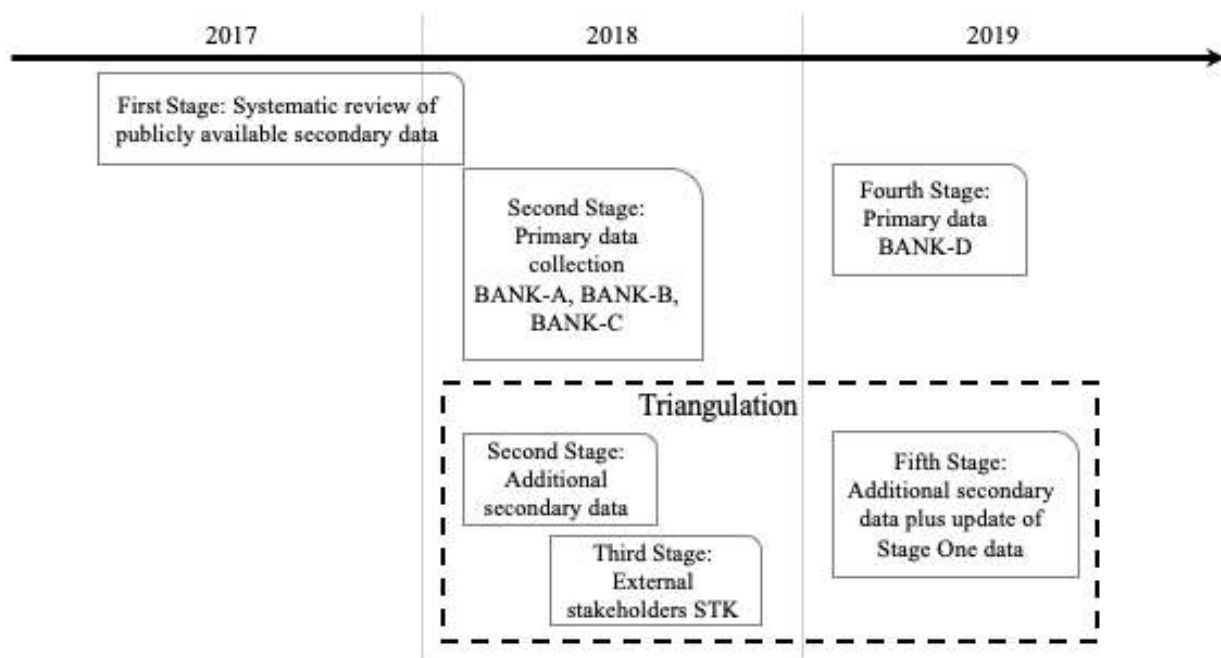 2017
2018
2019
First Stage: Systematic review of
publicly available secondary data
Second Stage:
Primary data
collection
BANK-A, BANK-B,
BANK-C
Fourth Stage:
Primary data
BANK-D
Triangulation
Second Stage:
Additional
secondary data
Third Stage:
External
stakeholders STK
Fifth Stage:
Additional secondary
data plus update of
Stage One data